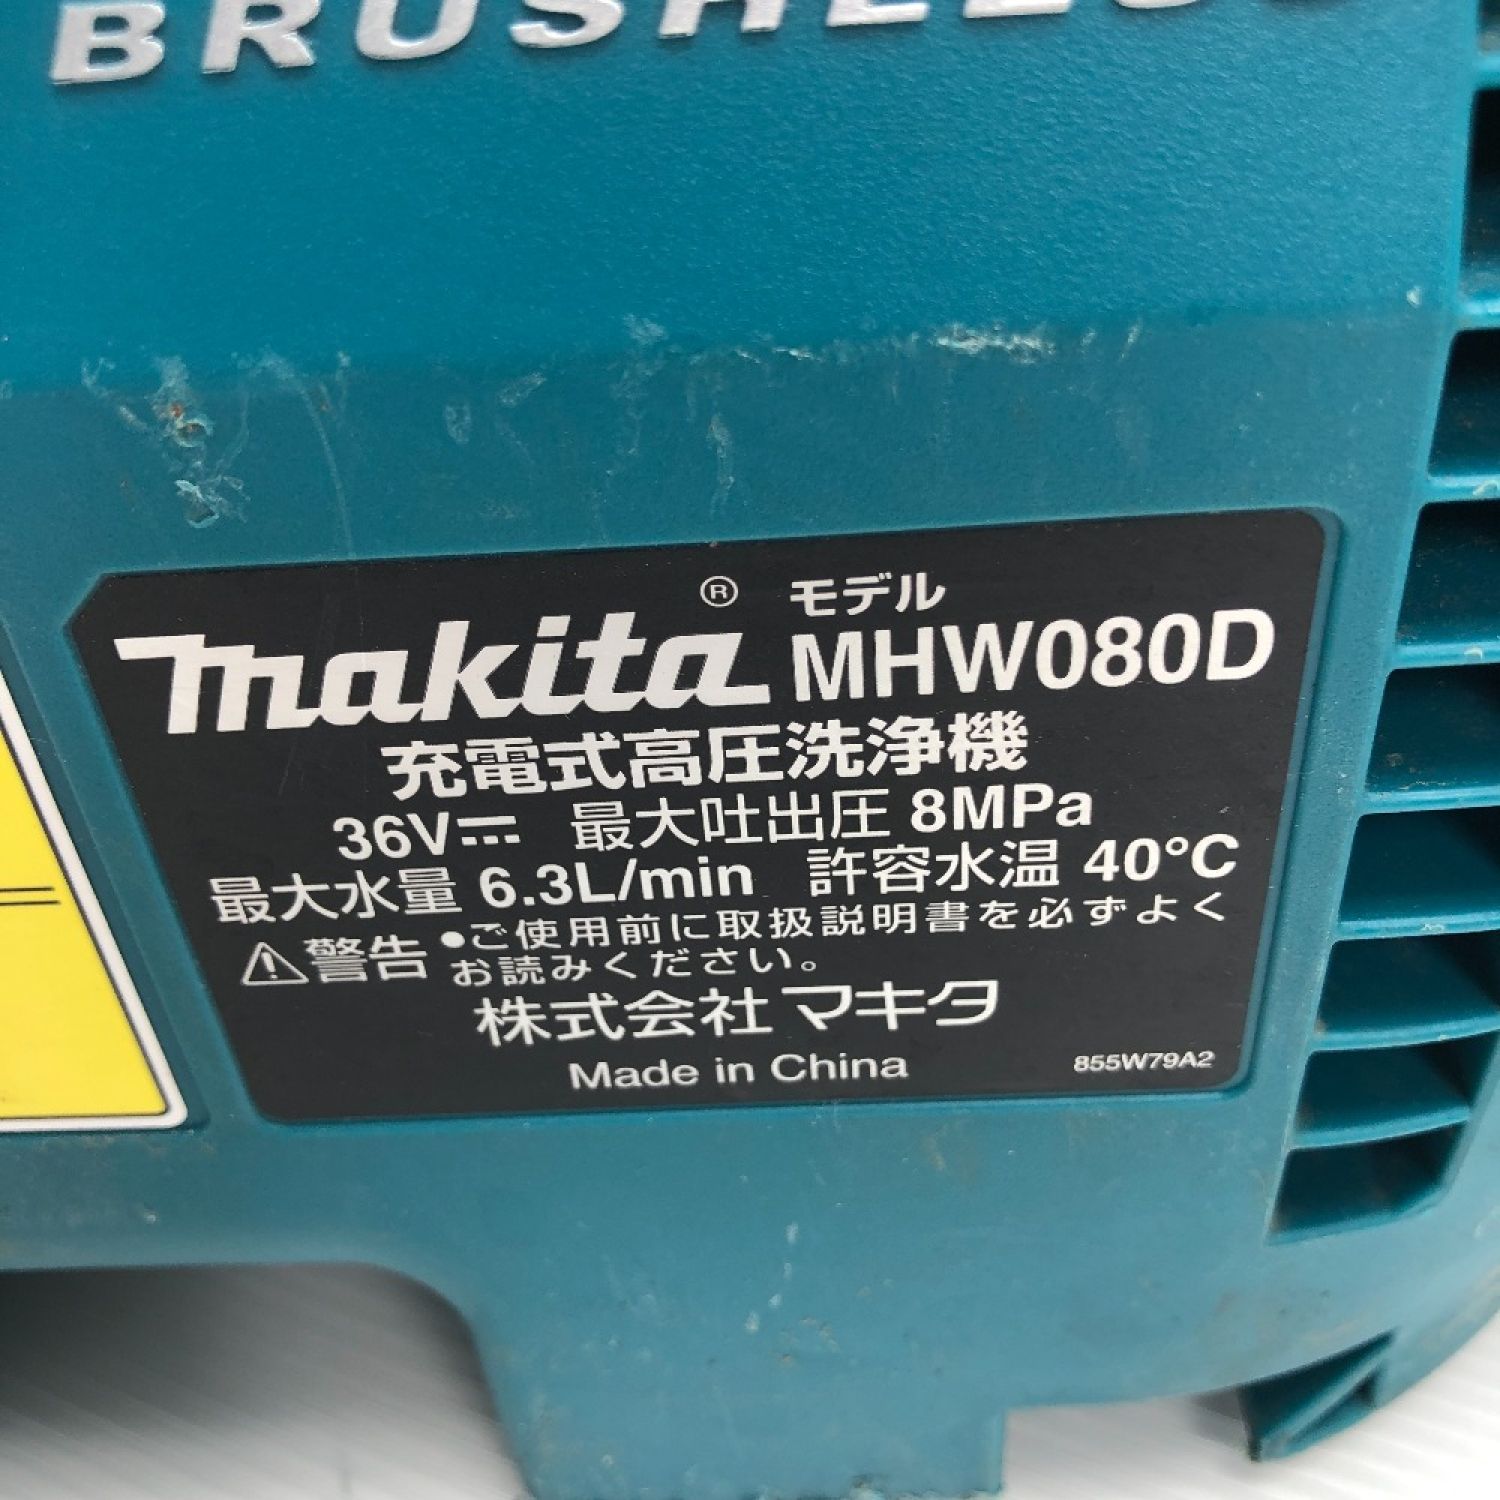 BRUSHLESS
makita® モデル MHW080D
充電式高圧洗浄機
36V⎓ 最大吐出圧 8MPa
最大水量 6.3L/min 許容水温 40°C
⚠警告 ●ご使用前に取扱説明書を必ずよく
お読みください。
株式会社マキタ
Made in China 855W79A2